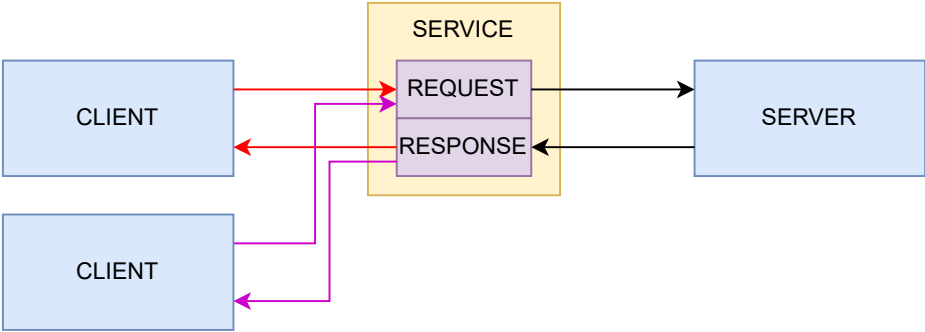 SERVICE
CLIENT
REQUEST
SERVER
RESPONSE
CLIENT